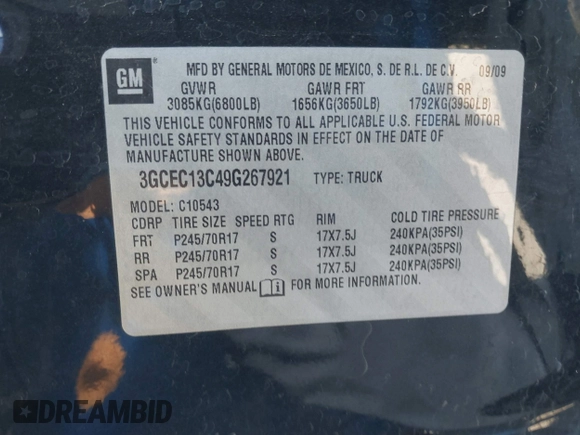 GM
MFD BY GENERAL MOTORS DE MEXICO, S. DE R.L. DE C.V. 09/09
GVWR GAWR FRT GAWR RR
3085KG(6800LB) 1656KG(3650LB) 1792KG(3950LB)
THIS VEHICLE CONFORMS TO ALL APPLICABLE U.S. FEDERAL MOTOR
VEHICLE SAFETY STANDARDS IN EFFECT ON THE DATE OF
MANUFACTURE SHOWN ABOVE.
3GCEC13C49G267921 TYPE: TRUCK
MODEL: C10543
CDRP TIRE SIZE SPEED RTG RIM COLD TIRE PRESSURE
FRT P245/70R17 S 17X7.5J 240KPA(35PSI)
RR P245/70R17 S 17X7.5J 240KPA(35PSI)
SPA P245/70R17 S 17X7.5J 240KPA(35PSI)
SEE OWNER'S MANUAL i FOR MORE INFORMATION.
DREAMBID